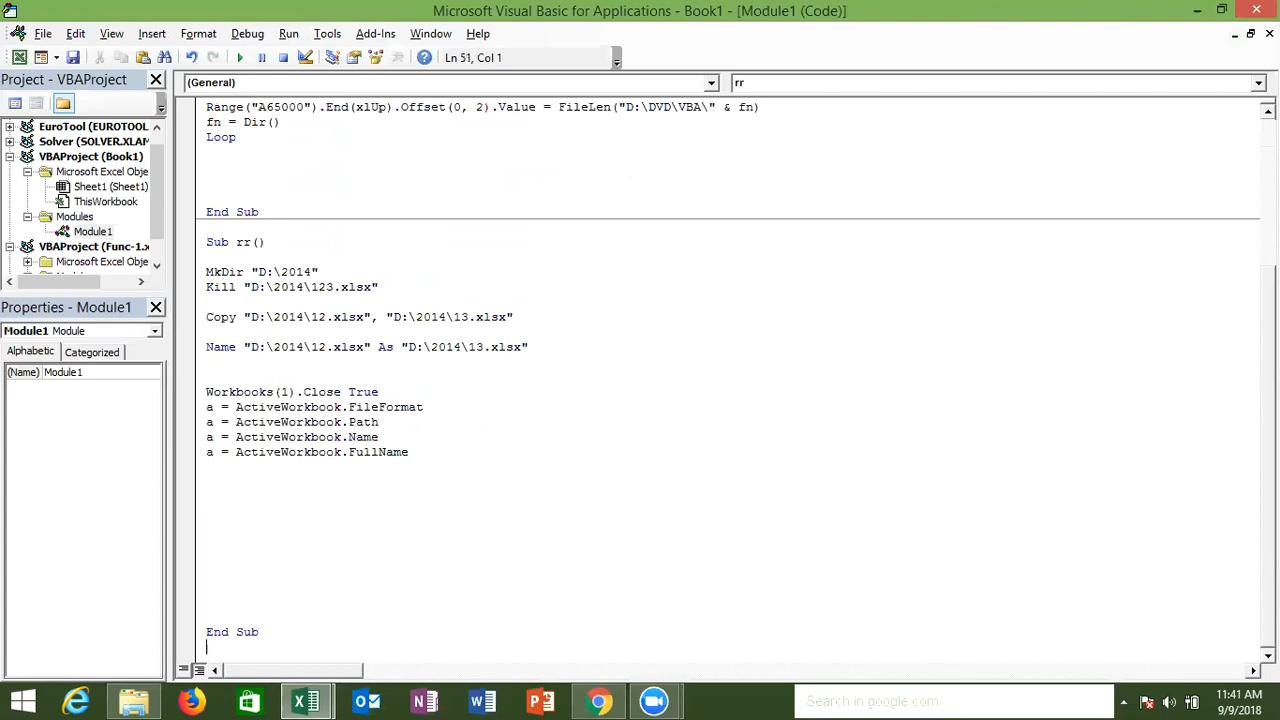 Microsoft Visual Basic for Applications - Book1 - [Module1 (Code)]
File Edit View Insert Format Debug Run Tools Add-Ins Window Help
Ln 51, Col 1
Project - VBAProject
(General) rr
EuroTool (EUROTOOL
Solver (SOLVER.XLAM
VBAProject (Book1)
Microsoft Excel Obje
Sheet1 (Sheet1)
ThisWorkbook
Modules
Module1
VBAProject (Func-1.x
Microsoft Excel Obje
Properties - Module1
Module1 Module
Alphabetic Categorized
(Name) Module1
Range("A65000").End(xlUp).Offset(0, 2).Value = FileLen("D:\DVD\VBA\" & fn)
fn = Dir()
Loop
End Sub
Sub rr()
MkDir "D:\2014"
Kill "D:\2014\123.xlsx"
Copy "D:\2014\12.xlsx", "D:\2014\13.xlsx"
Name "D:\2014\12.xlsx" As "D:\2014\13.xlsx"
Workbooks(1).Close True
a = ActiveWorkbook.FileFormat
a = ActiveWorkbook.Path
a = ActiveWorkbook.Name
a = ActiveWorkbook.FullName
End Sub
Search in google.com
11:41 AM
9/9/2018